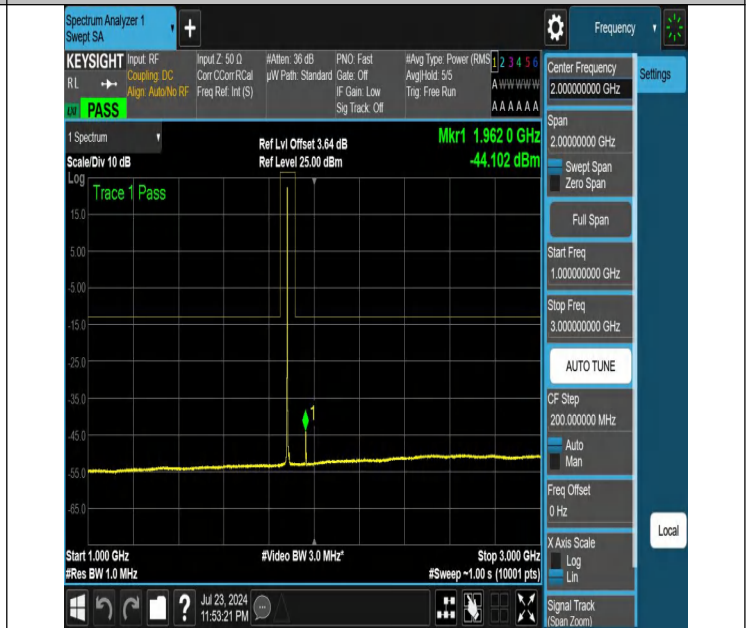 Spectrum Analyzer 1
Swept SA
+
Frequency
KEYSIGHT
RL
LXI
PASS
Input: RF
Coupling: DC
Align: Auto/No RF
Input Z: 50 Ω
Corr CCorr RCal
Freq Ref: Int (S)
#Atten: 36 dB
µW Path: Standard
PNO: Fast
Gate: Off
IF Gain: Low
Sig Track: Off
#Avg Type: Power (RMS
Avg|Hold: 5/5
Trig: Free Run
1 2 3 4 5 6
A W W W W W
A A A A A A
1 Spectrum
Scale/Div 10 dB
Ref Lvl Offset 3.64 dB
Ref Level 25.00 dBm
Mkr1 1.962 0 GHz
-44.102 dBm
Log
Trace 1 Pass
15.0
5.00
-5.00
-15.0
-25.0
-35.0
-45.0
-55.0
-65.0
1
Start 1.000 GHz
#Res BW 1.0 MHz
#Video BW 3.0 MHz*
Stop 3.000 GHz
#Sweep ~1.00 s (10001 pts)
Center Frequency
2.000000000 GHz
Settings
Span
2.00000000 GHz
Swept Span
Zero Span
Full Span
Start Freq
1.000000000 GHz
Stop Freq
3.000000000 GHz
AUTO TUNE
CF Step
200.000000 MHz
Auto
Man
Freq Offset
0 Hz
X Axis Scale
Log
Lin
Local
Signal Track
(Span Zoom)
?
Jul 23, 2024
11:53:21 PM